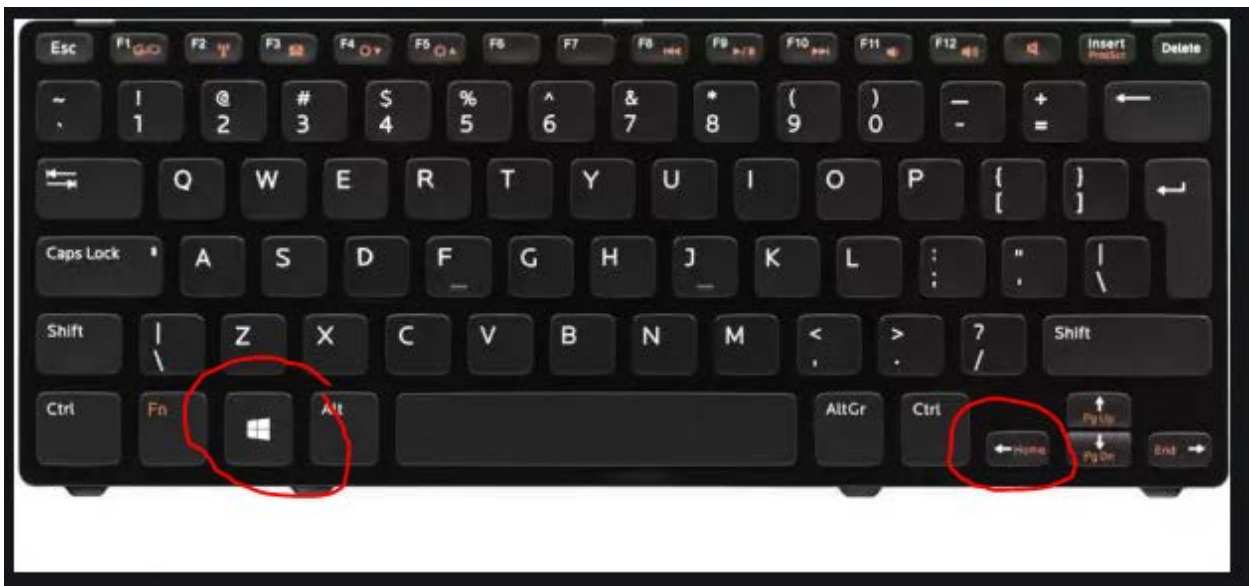 Esc F1 F2 F3 F4 F5 F6 F7 F8 F9 F10 F11 F12 Insert Delete
PrntScr
~ ! @ # $ % ^ & * ( ) — +
` 1 2 3 4 5 6 7 8 9 0 - =
Q W E R T Y U I O P { }
[ ]
Caps Lock A S D F G H J K L : " |
; ' \
Shift | Z X C V B N M < > ? Shift
\ , . /
Ctrl Fn Alt AltGr Ctrl
Pg Up
Home Pg Dn End